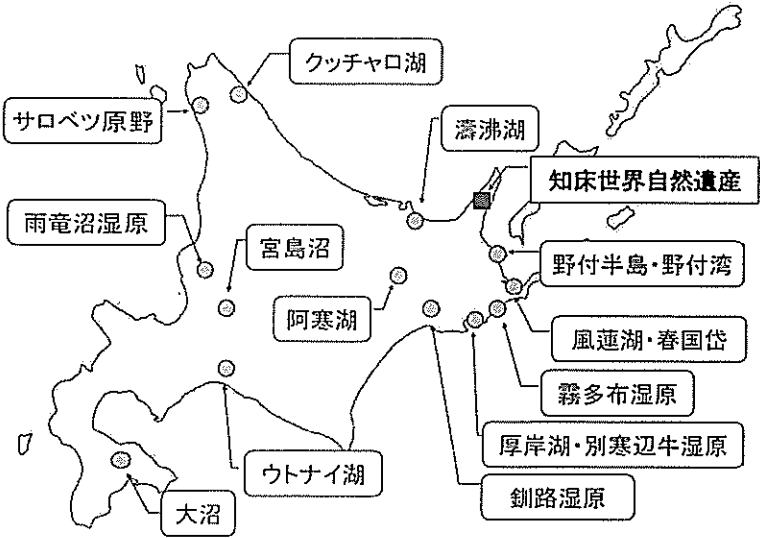 クッチャロ湖
サロベツ原野
濤沸湖
知床世界自然遺産
雨竜沼湿原
宮島沼
野付半島・野付湾
阿寒湖
風蓮湖・春国岱
霧多布湿原
厚岸湖・別寒辺牛湿原
ウトナイ湖
釧路湿原
大沼